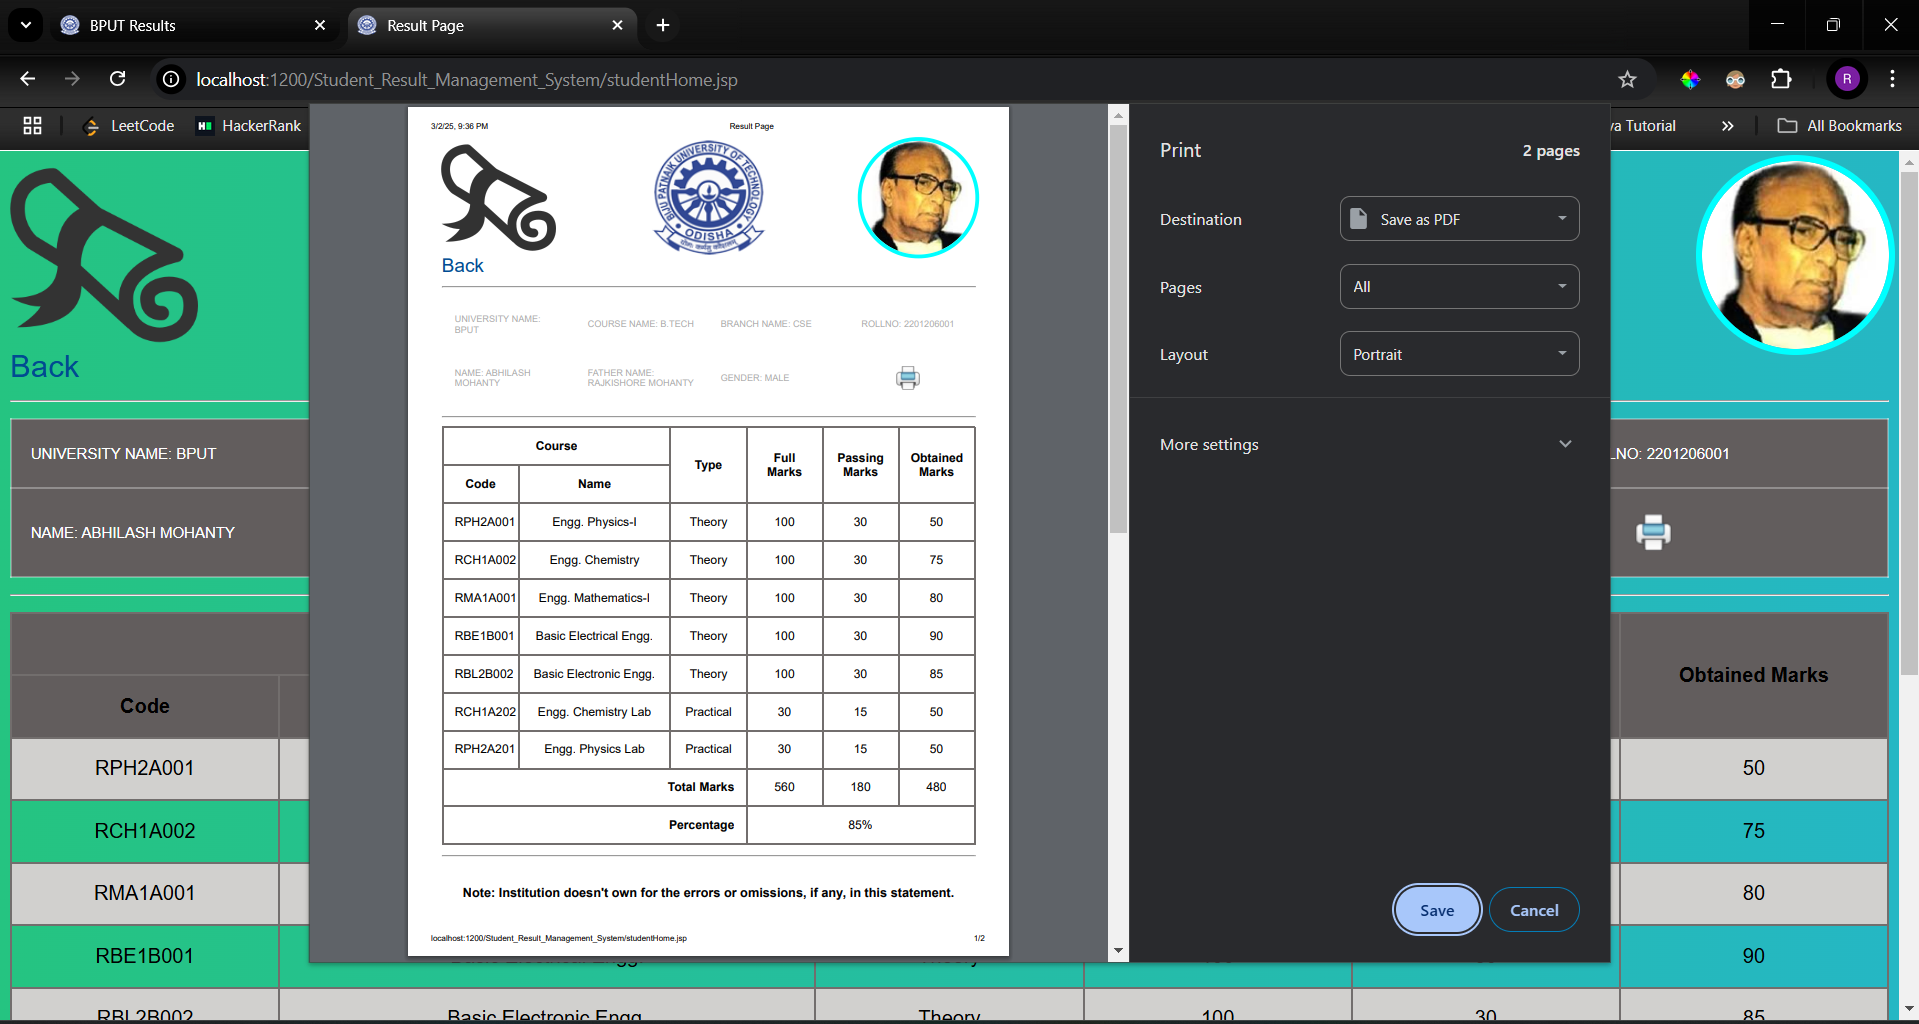 BPUT Results
Result Page
localhost:1200/Student_Result_Management_System/studentHome.jsp
R
LeetCode
HackerRank
va Tutorial
All Bookmarks
Back
UNIVERSITY NAME: BPUT
LNO: 2201206001
NAME: ABHILASH MOHANTY
Code
Obtained Marks
RPH2A001
50
RCH1A002
75
RMA1A001
80
RBE1B001
90
RBL2B002
Basic Electronic Engg.
Theory
100
30
85
3/2/25, 9:36 PM
Result Page
BIJU PATNAIK UNIVERSITY OF TECHNOLOGY
ODISHA
Back
UNIVERSITY NAME:
BPUT
COURSE NAME: B.TECH
BRANCH NAME: CSE
ROLLNO: 2201206001
NAME: ABHILASH
MOHANTY
FATHER NAME:
RAJKISHORE MOHANTY
GENDER: MALE
Course
Type
Full
Marks
Passing
Marks
Obtained
Marks
Code
Name
RPH2A001 Engg. Physics-I Theory 100 30 50
RCH1A002 Engg. Chemistry Theory 100 30 75
RMA1A001 Engg. Mathematics-I Theory 100 30 80
RBE1B001 Basic Electrical Engg. Theory 100 30 90
RBL2B002 Basic Electronic Engg. Theory 100 30 85
RCH1A202 Engg. Chemistry Lab Practical 30 15 50
RPH2A201 Engg. Physics Lab Practical 30 15 50
Total Marks 560 180 480
Percentage 85%
Note: Institution doesn't own for the errors or omissions, if any, in this statement.
localhost:1200/Student_Result_Management_System/studentHome.jsp
1/2
Print
2 pages
Destination
Save as PDF
Pages
All
Layout
Portrait
More settings
Save
Cancel